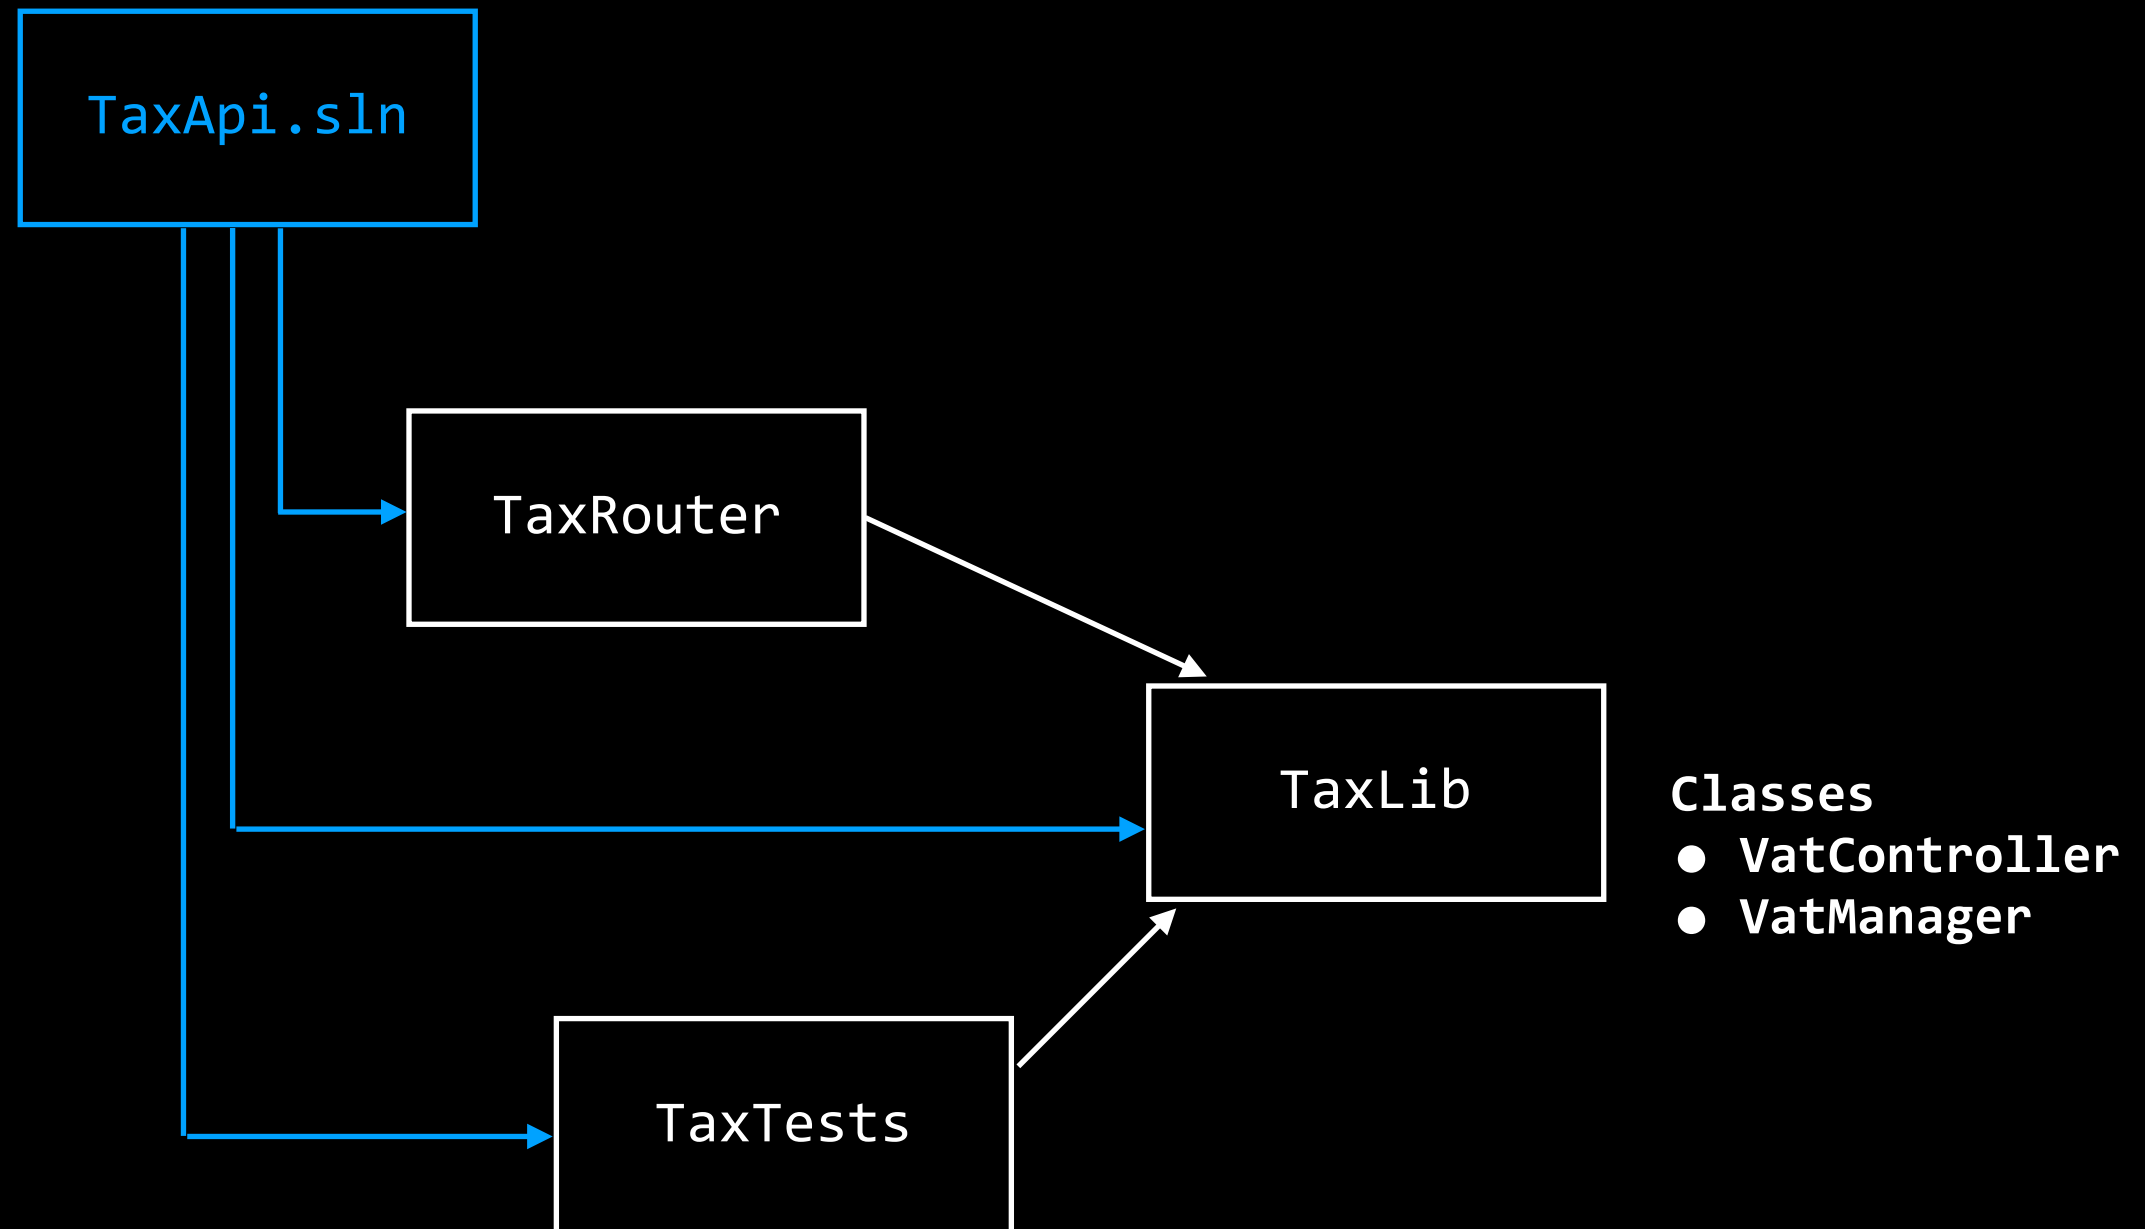 TaxApi.sln
TaxRouter
TaxLib
Classes
● VatController
● VatManager
TaxTests